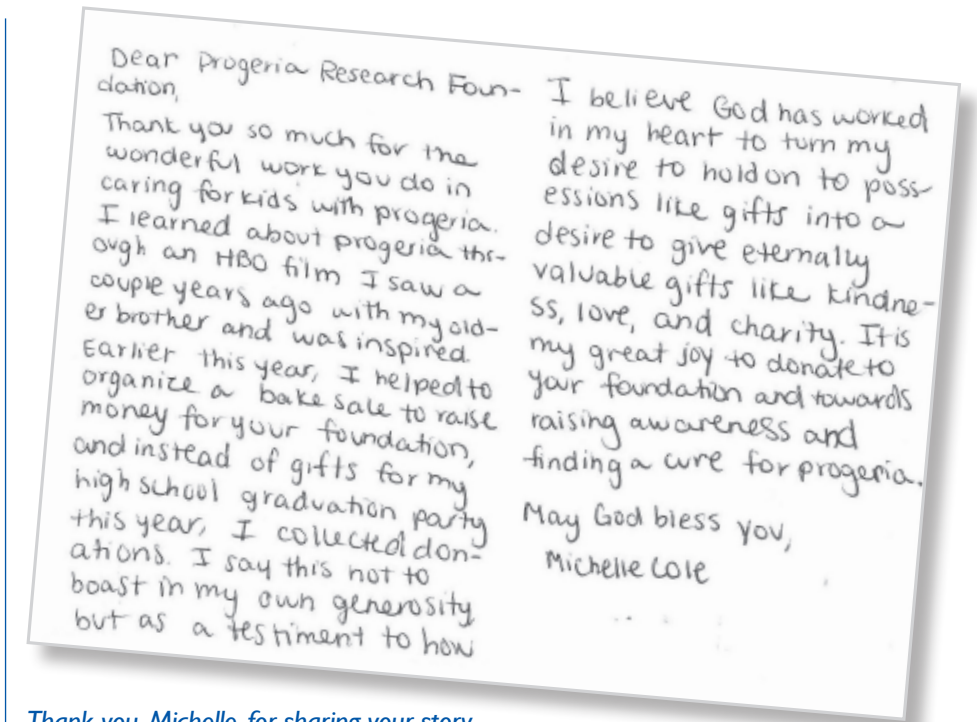 Dear Progeria Research Foun-
dation,
Thank you so much for the
wonderful work you do in
caring for kids with progeria.
I learned about progeria thr-
ough an HBO film I saw a
couple years ago with my old-
er brother and was inspired.
Earlier this year, I helped to
organize a bake sale to raise
money for your foundation,
and instead of gifts for my
high school graduation party
this year, I collected don-
ations. I say this not to
boast in my own generosity
but as a testiment to how
I believe God has worked
in my heart to turn my
desire to hold on to poss-
essions like gifts into a
desire to give eternally
valuable gifts like kindne-
ss, love, and charity. It is
my great joy to donate to
your foundation and towards
raising awareness and
finding a cure for progeria.
May God bless you,
Michelle Cole
Thank you, Michelle, for sharing your story